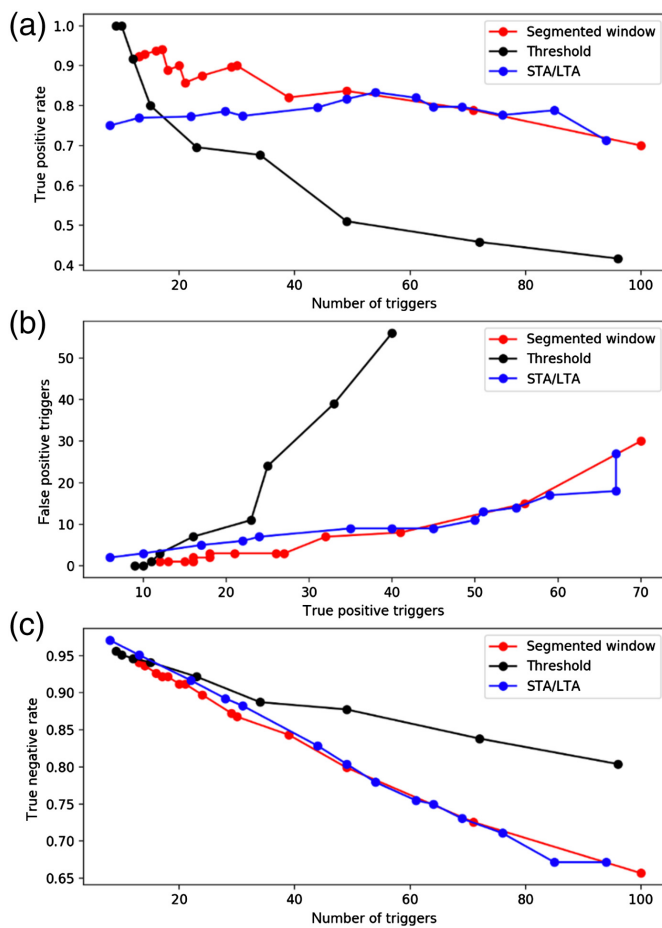 (a)
1.0
0.9
0.8
0.7
0.6
0.5
0.4
True positive rate
Segmented window
Threshold
STA/LTA
20 40 60 80 100
Number of triggers
(b)
50
40
30
20
10
0
False positive triggers
Segmented window
Threshold
STA/LTA
10 20 30 40 50 60 70
True positive triggers
(c)
0.95
0.90
0.85
0.80
0.75
0.70
0.65
True negative rate
Segmented window
Threshold
STA/LTA
20 40 60 80 100
Number of triggers